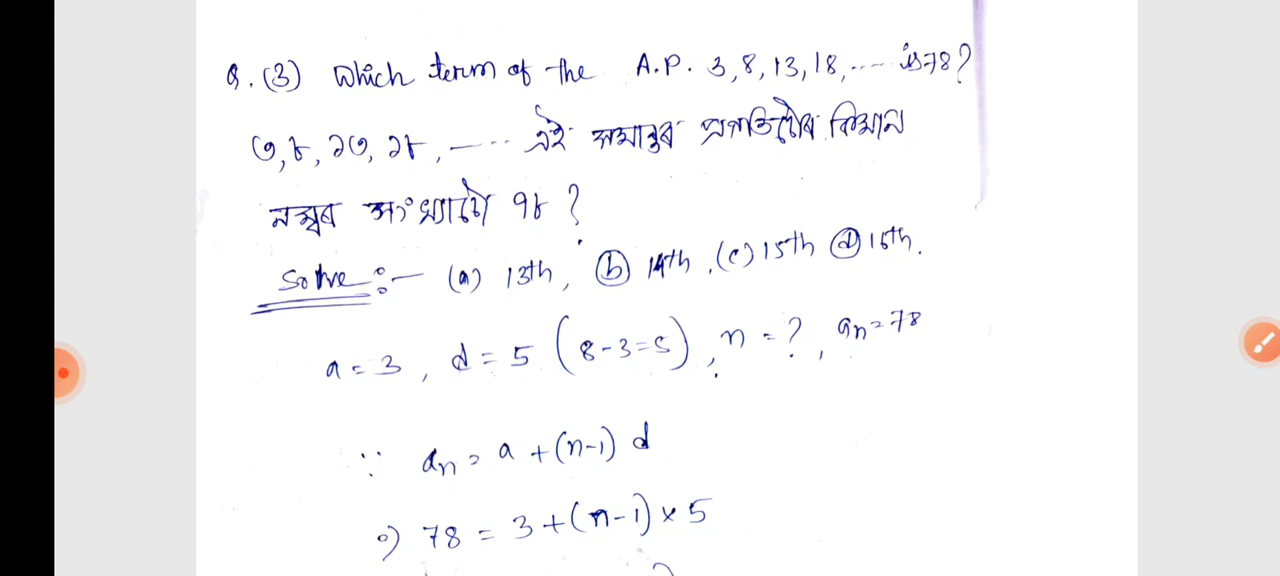 Q. (3) Which term of the A.P. 3, 8, 13, 18, .... is 78?
৩, ৮, ১৩, ১৮, .... এই সমান্তৰ প্ৰগতিটোৰ কিমান
নম্বৰ সংখ্যাটো ৭৮ ?
Solve :- (a) 13th, (b) 14th, (c) 15th (d) 16th.
a = 3, d = 5 (8-3=5), n = ?, an = 78
∵ an = a + (n-1) d
⇒ 78 = 3 + (n-1) × 5